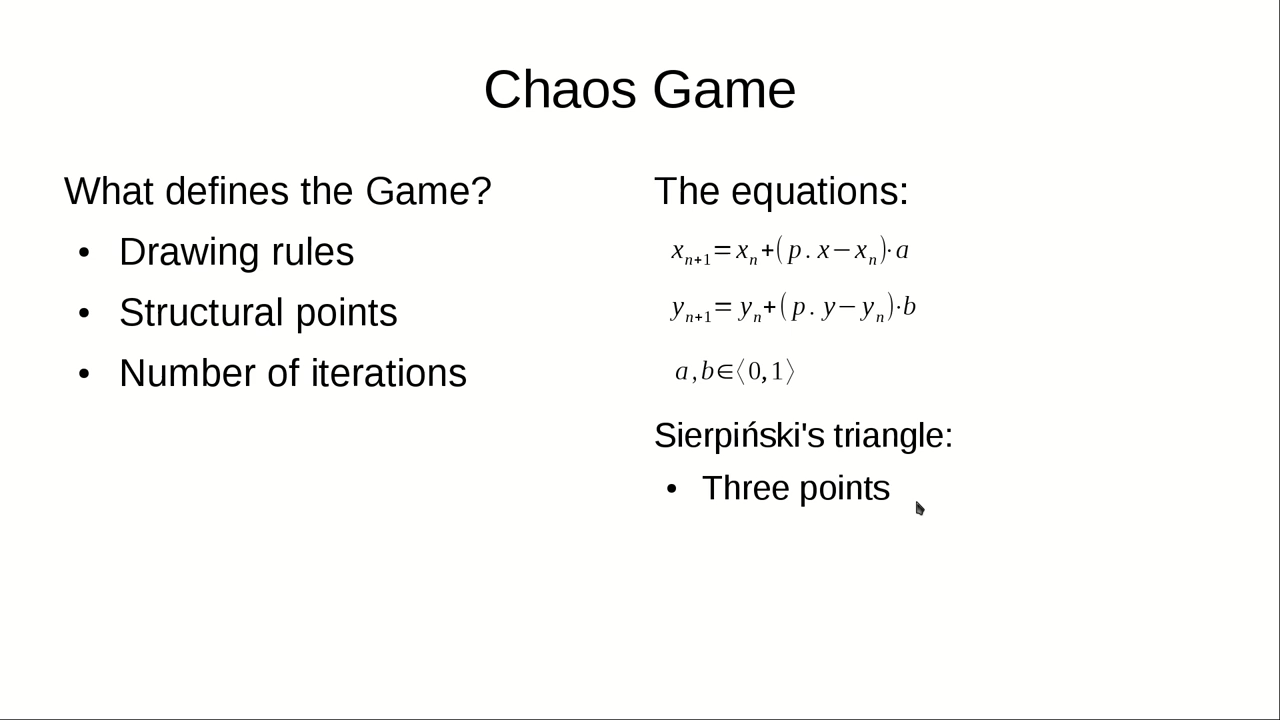 Chaos Game
What defines the Game?
• Drawing rules
• Structural points
• Number of iterations
The equations:
xₙ₊₁=xₙ+(p.x−xₙ)·a
yₙ₊₁=yₙ+(p.y−yₙ)·b
a,b∈⟨0,1⟩
Sierpiński's triangle:
• Three points